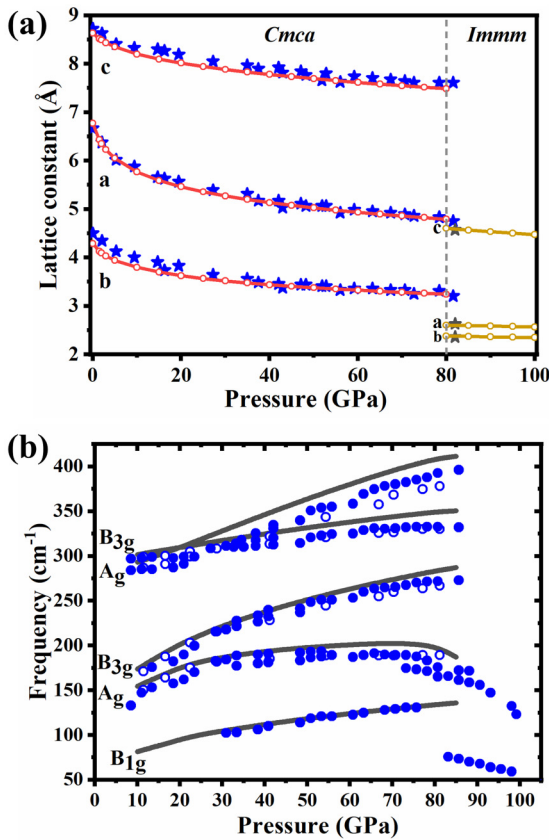 (a)
Cmca
Immm
9
8
7
6
5
4
3
2
Lattice constant (Å)
c
a
b
c
a
b
0
20
40
60
80
100
Pressure (GPa)
(b)
400
350
300
250
200
150
100
50
Frequency (cm-1)
B3g
Ag
B3g
Ag
B1g
0
10
20
30
40
50
60
70
80
90
100
Pressure (GPa)